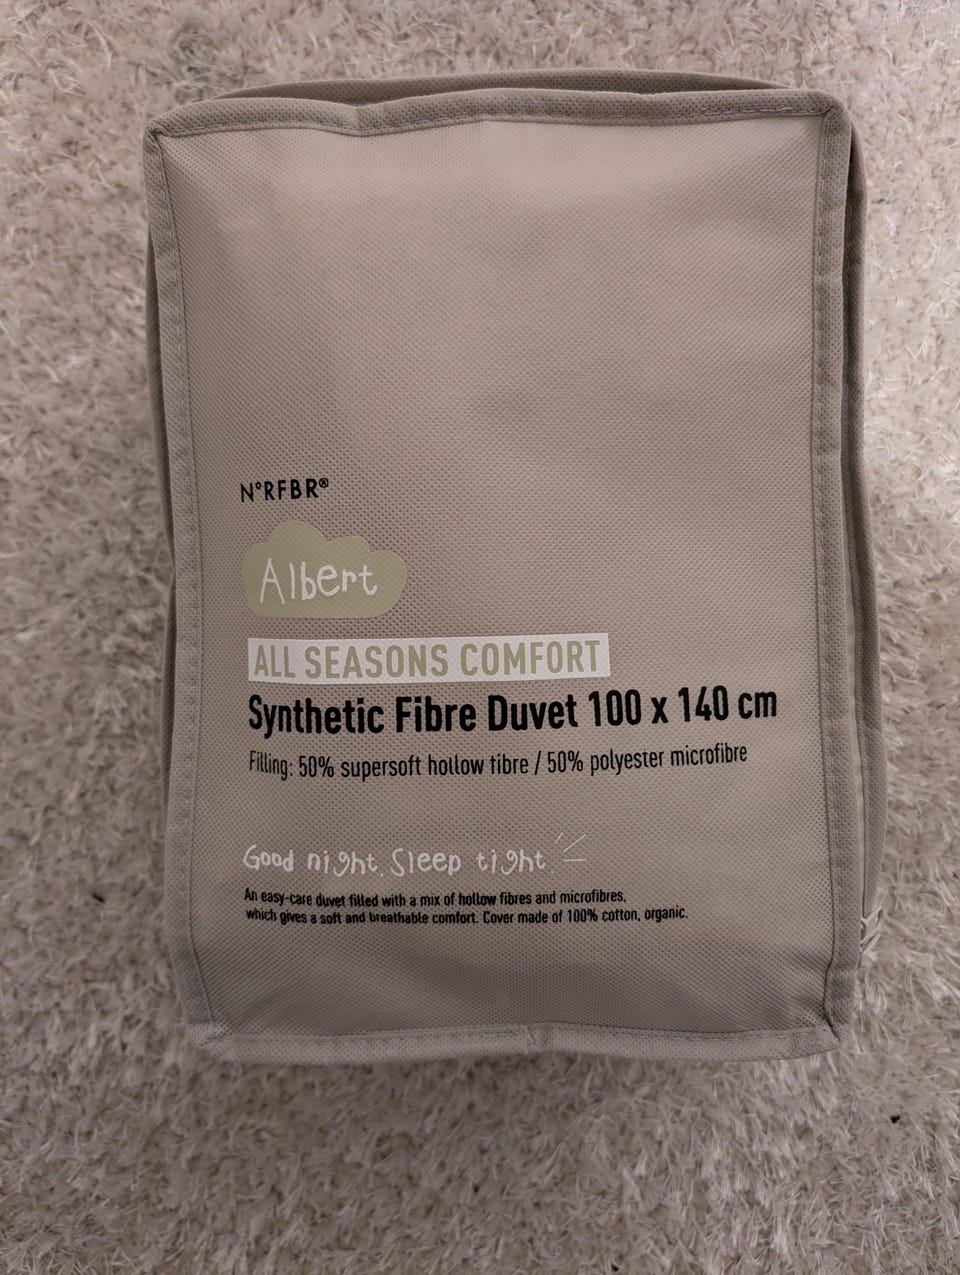 N°RFBR®
Albert
ALL SEASONS COMFORT
Synthetic Fibre Duvet 100 x 140 cm
Filling: 50% supersoft hollow tibre / 50% polyester microfibre
Good night. Sleep tight.
An easy-care duvet filled with a mix of hollow fibres and microfibres,
which gives a soft and breathable comfort. Cover made of 100% cotton, organic.